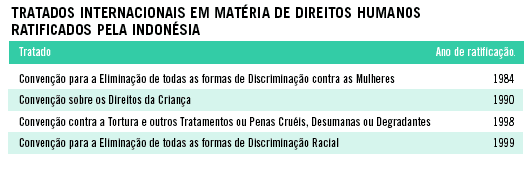 TRATADOS INTERNACIONAIS EM MATÉRIA DE DIREITOS HUMANOS
RATIFICADOS PELA INDONÉSIA
Tratado Ano de ratificação.
Convenção para a Eliminação de todas as formas de Discriminação contra as Mulheres 1984
Convenção sobre os Direitos da Criança 1990
Convenção contra a Tortura e outros Tratamentos ou Penas Cruéis, Desumanas ou Degradantes 1998
Convenção para a Eliminação de todas as formas de Discriminação Racial 1999